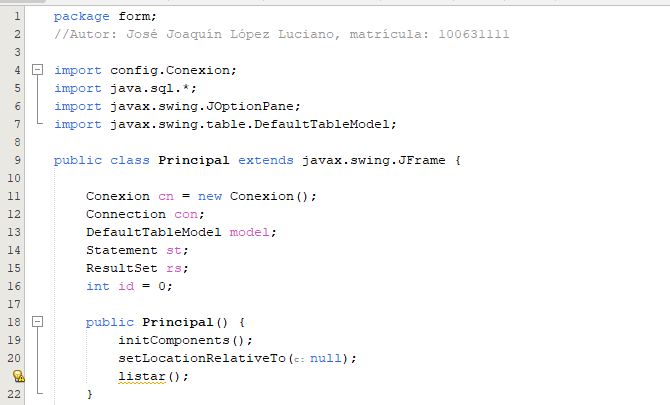 1 package form;
2 //Autor: José Joaquín López Luciano, matrícula: 100631111
3
4 import config.Conexion;
5 import java.sql.*;
6 import javax.swing.JOptionPane;
7 import javax.swing.table.DefaultTableModel;
8
9 public class Principal extends javax.swing.JFrame {
10
11 Conexion cn = new Conexion();
12 Connection con;
13 DefaultTableModel model;
14 Statement st;
15 ResultSet rs;
16 int id = 0;
17
18 public Principal() {
19 initComponents();
20 setLocationRelativeTo(c: null);
listar();
22 }